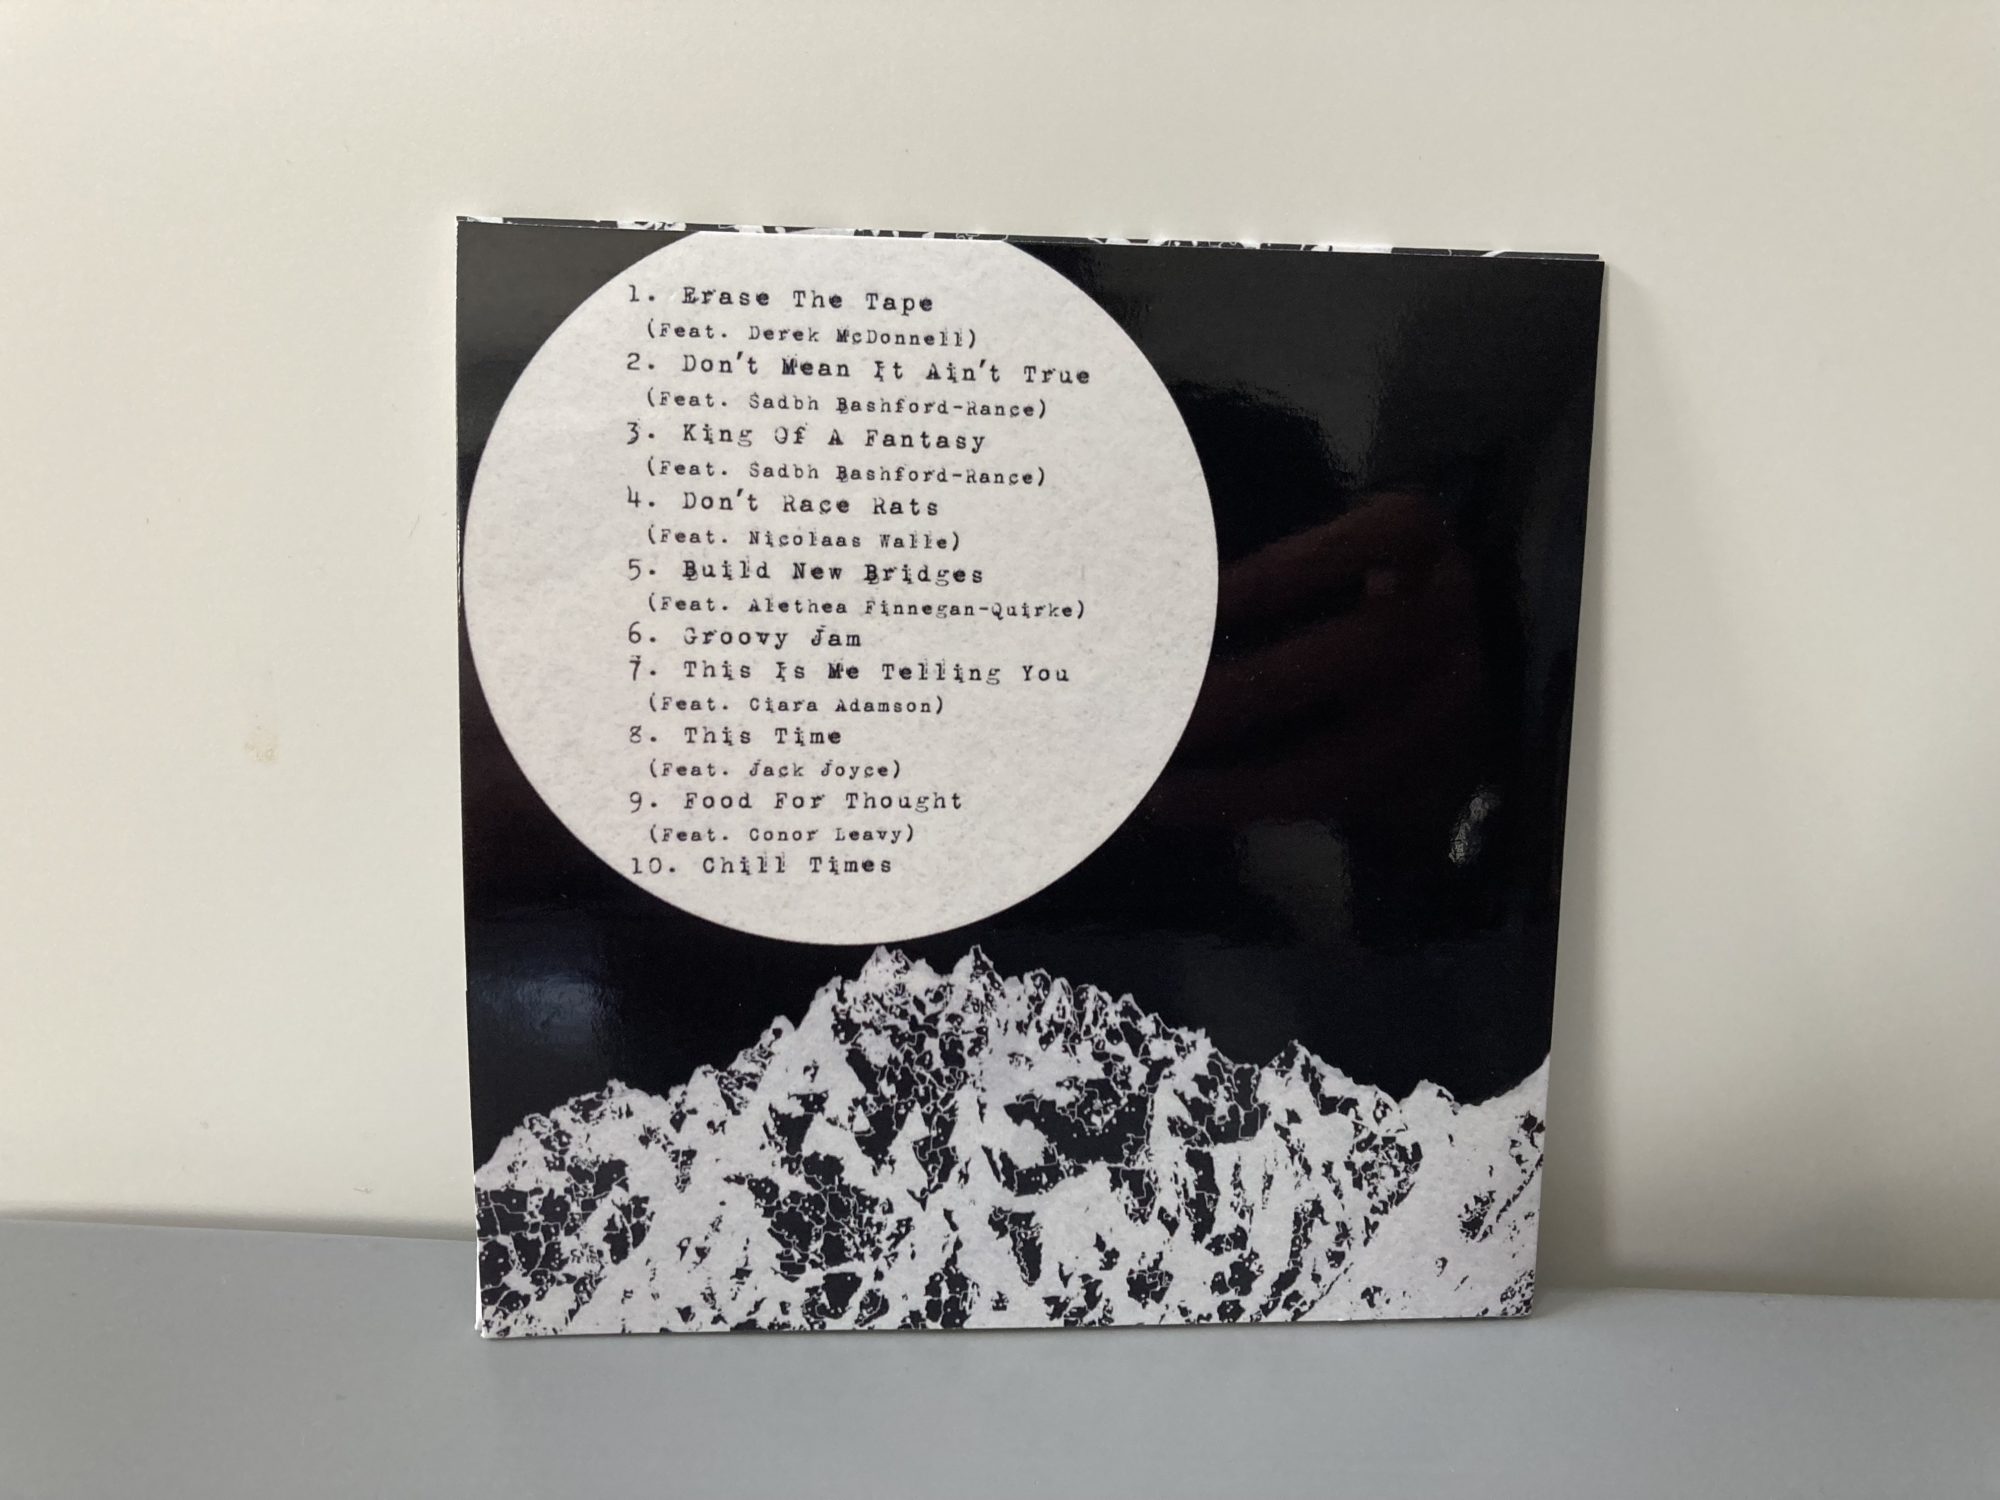 1. Erase The Tape
(Feat. Derek McDonnell)
2. Don't Mean It Ain't True
(Feat. Sadbh Bashford-Rance)
3. King Of A Fantasy
(Feat. Sadbh Bashford-Rance)
4. Don't Race Rats
(Feat. Nicolaas Walle)
5. Build New Bridges
(Feat. Alethea Finnegan-Quirke)
6. Groovy Jam
7. This Is Me Telling You
(Feat. Ciara Adamson)
8. This Time
(Feat. Jack Joyce)
9. Food For Thought
(Feat. Conor Leavy)
10. Chill Times